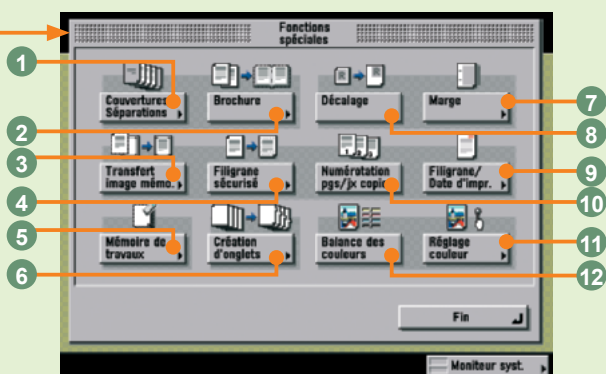 Fonctions
spéciales
1
Couvertures
Séparations
Brochure
Décalage
Marge
7
2
8
3
Transfert
image mémo.
Filigrane
sécurisé
Numérotation
pgs/jx copie
Filigrane/
Date d'impr.
9
4
10
5
Mémoire de
travaux
Création
d'onglets
Balance des
couleurs
Réglage
couleur
11
6
12
Fin
Moniteur syst.